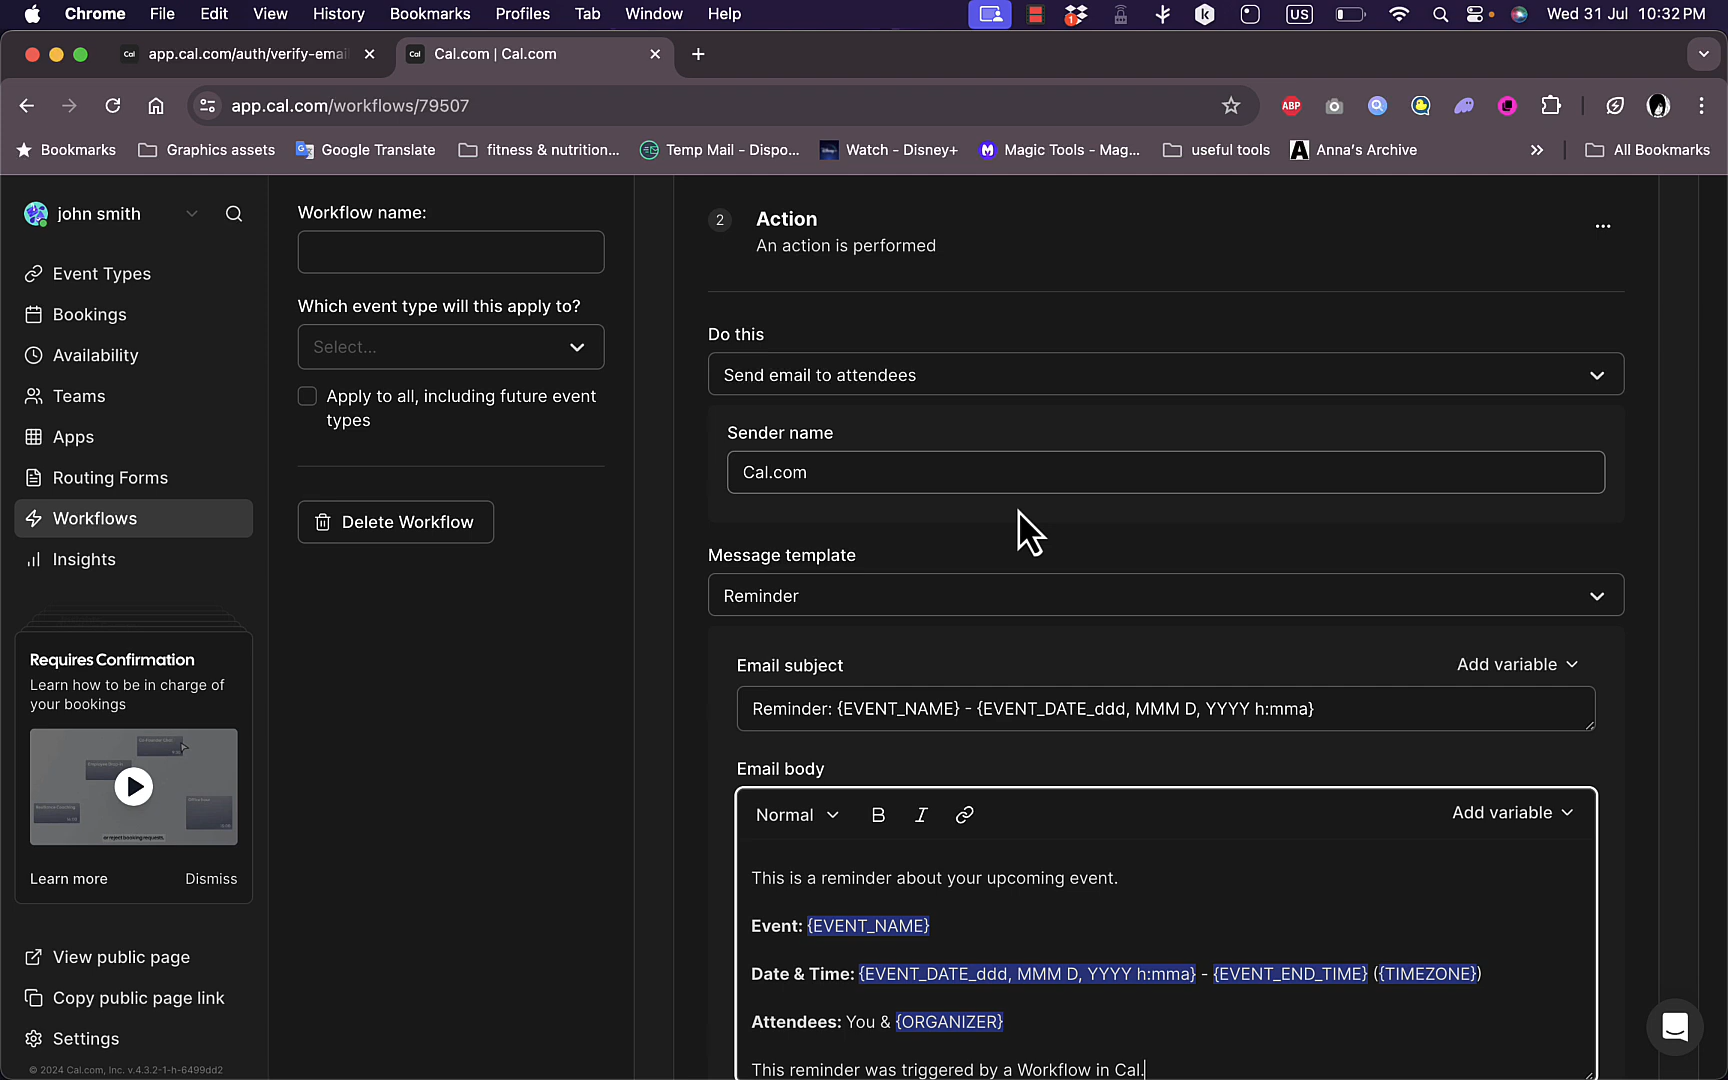 Chrome File Edit View History Bookmarks Profiles Tab Window Help
1
K
US
Wed 31 Jul 10:32 PM
Cal app.cal.com/auth/verify-emai
Cal Cal.com | Cal.com
app.cal.com/workflows/79507
ABP
Bookmarks
Graphics assets
Google Translate
fitness & nutrition...
Temp Mail - Dispo...
Watch - Disney+
Magic Tools - Mag...
useful tools
Anna's Archive
All Bookmarks
john smith
Event Types
Bookings
Availability
Teams
Apps
Routing Forms
Workflows
Insights
Requires Confirmation
Learn how to be in charge of
your bookings
or reject booking requests.
Learn more
Dismiss
View public page
Copy public page link
Settings
© 2024 Cal.com, Inc. v.4.3.2-1-h-6499dd2
Workflow name:
Which event type will this apply to?
Select...
Apply to all, including future event
types
Delete Workflow
2
Action
An action is performed
Do this
Send email to attendees
Sender name
Cal.com
Message template
Reminder
Email subject
Add variable
Reminder: {EVENT_NAME} - {EVENT_DATE_ddd, MMM D, YYYY h:mma}
Email body
Normal B I
Add variable
This is a reminder about your upcoming event.
Event: {EVENT_NAME}
Date & Time: {EVENT_DATE_ddd, MMM D, YYYY h:mma} - {EVENT_END_TIME} ({TIMEZONE})
Attendees: You & {ORGANIZER}
This reminder was triggered by a Workflow in Cal.